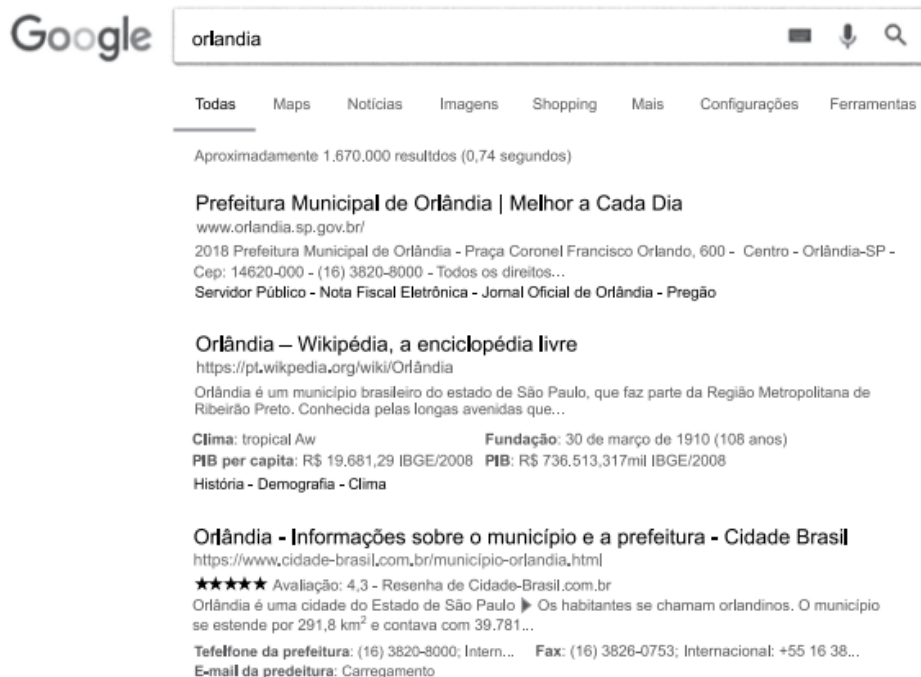 Google
orlandia
Todas Maps Notícias Imagens Shopping Mais Configurações Ferramentas
Aproximadamente 1.670.000 resultdos (0,74 segundos)
Prefeitura Municipal de Orlândia | Melhor a Cada Dia
www.orlandia.sp.gov.br/
2018 Prefeitura Municipal de Orlândia - Praça Coronel Francisco Orlando, 600 - Centro - Orlândia-SP -
Cep: 14620-000 - (16) 3820-8000 - Todos os direitos...
Servidor Público - Nota Fiscal Eletrônica - Jornal Oficial de Orlândia - Pregão
Orlândia – Wikipédia, a enciclopédia livre
https://pt.wikpedia.org/wiki/Orlândia
Orlândia é um município brasileiro do estado de São Paulo, que faz parte da Região Metropolitana de
Ribeirão Preto. Conhecida pelas longas avenidas que...
Clima: tropical Aw Fundação: 30 de março de 1910 (108 anos)
PIB per capita: R$ 19.681,29 IBGE/2008 PIB: R$ 736.513,317mil IBGE/2008
História - Demografia - Clima
Orlândia - Informações sobre o município e a prefeitura - Cidade Brasil
https://www.cidade-brasil.com.br/município-orlandia.html
★★★★★ Avaliação: 4,3 - Resenha de Cidade-Brasil.com.br
Orlândia é uma cidade do Estado de São Paulo ▶ Os habitantes se chamam orlandinos. O município
se estende por 291,8 km² e contava com 39.781...
Tefelfone da prefeitura: (16) 3820-8000; Intern... Fax: (16) 3826-0753; Internacional: +55 16 38...
E-mail da predeitura: Carregamento